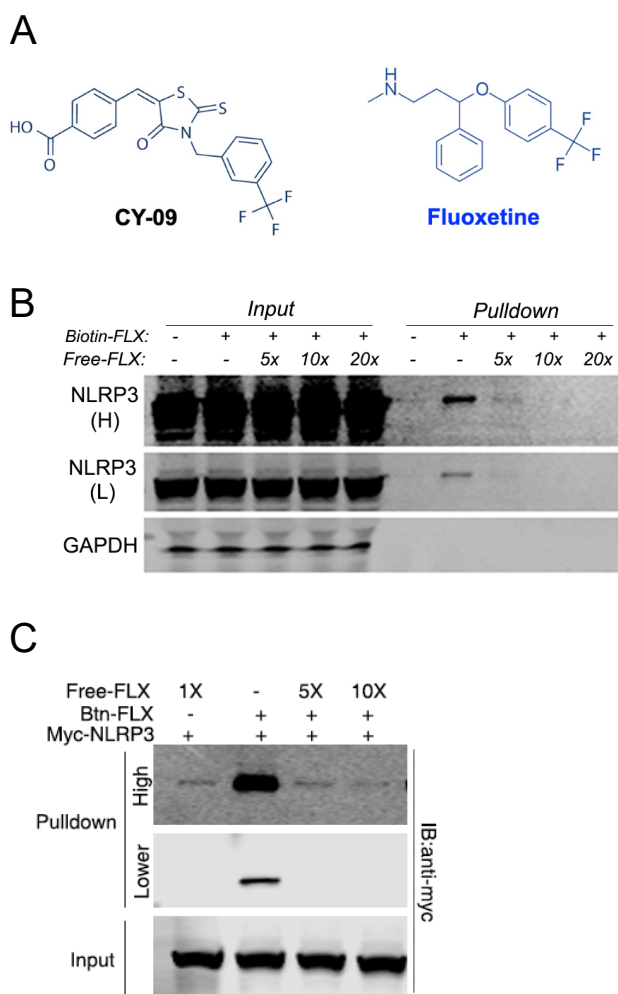 A
HO
O
O
S
S
N
F
F
F
CY-09
H
N
O
F
F
F
Fluoxetine
B
Input Pulldown
Biotin-FLX: - + + + + - + + + +
Free-FLX: - - 5x 10x 20x - - 5x 10x 20x
NLRP3
(H)
NLRP3
(L)
GAPDH
C
Free-FLX 1X - 5X 10X
Btn-FLX - + + +
Myc-NLRP3 + + + +
Pulldown
High
Lower
Input
IB:anti-myc